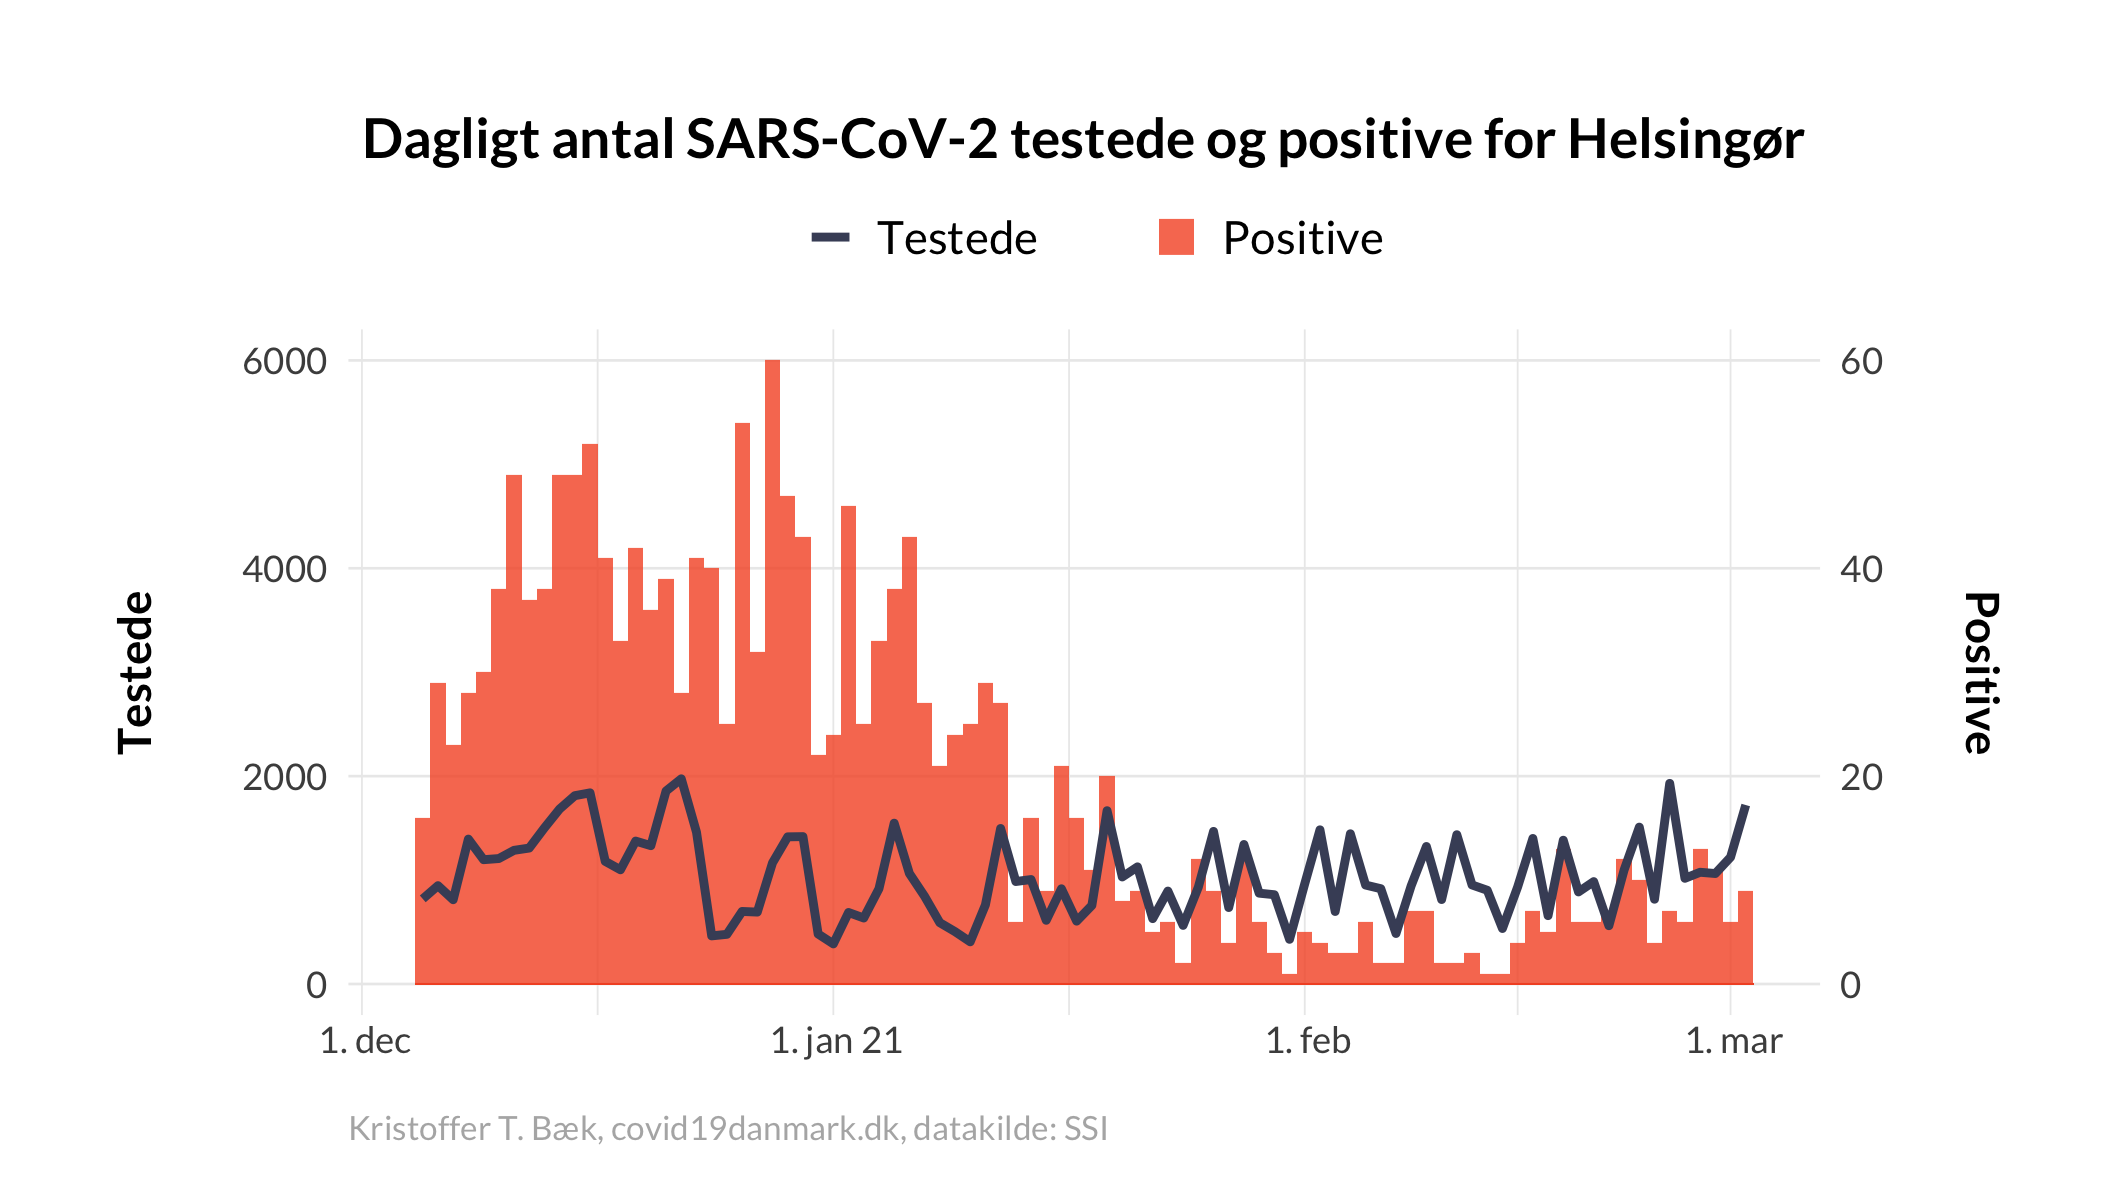 Dagligt antal SARS-CoV-2 testede og positive for Helsingør
Testede Positive
6000 60
4000 40
2000 20
0 0
Testede
Positive
1. dec 1. jan 21 1. feb 1. mar
Kristoffer T. Bæk, covid19danmark.dk, datakilde: SSI